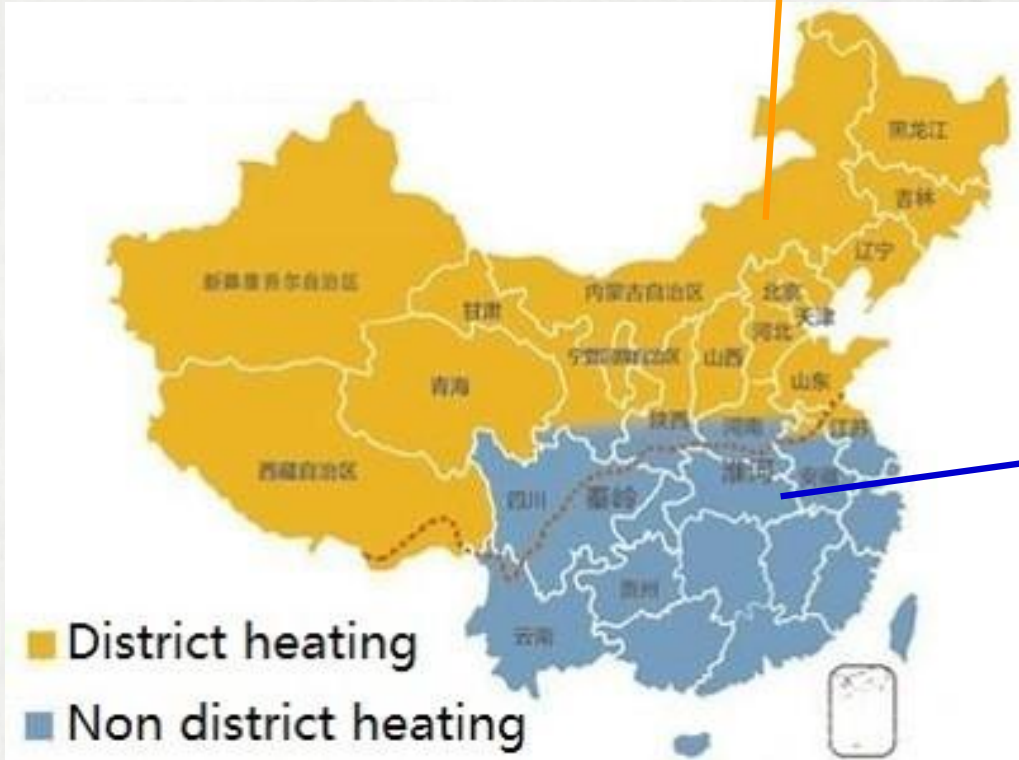 黑龙江
吉林
辽宁
新疆维吾尔自治区
内蒙古自治区
北京
天津
甘肃
河北
宁夏回族自治区
山西
山东
青海
陕西
河南
江苏
西藏自治区
四川
秦岭
淮河
安徽
贵州
云南
District heating
Non district heating